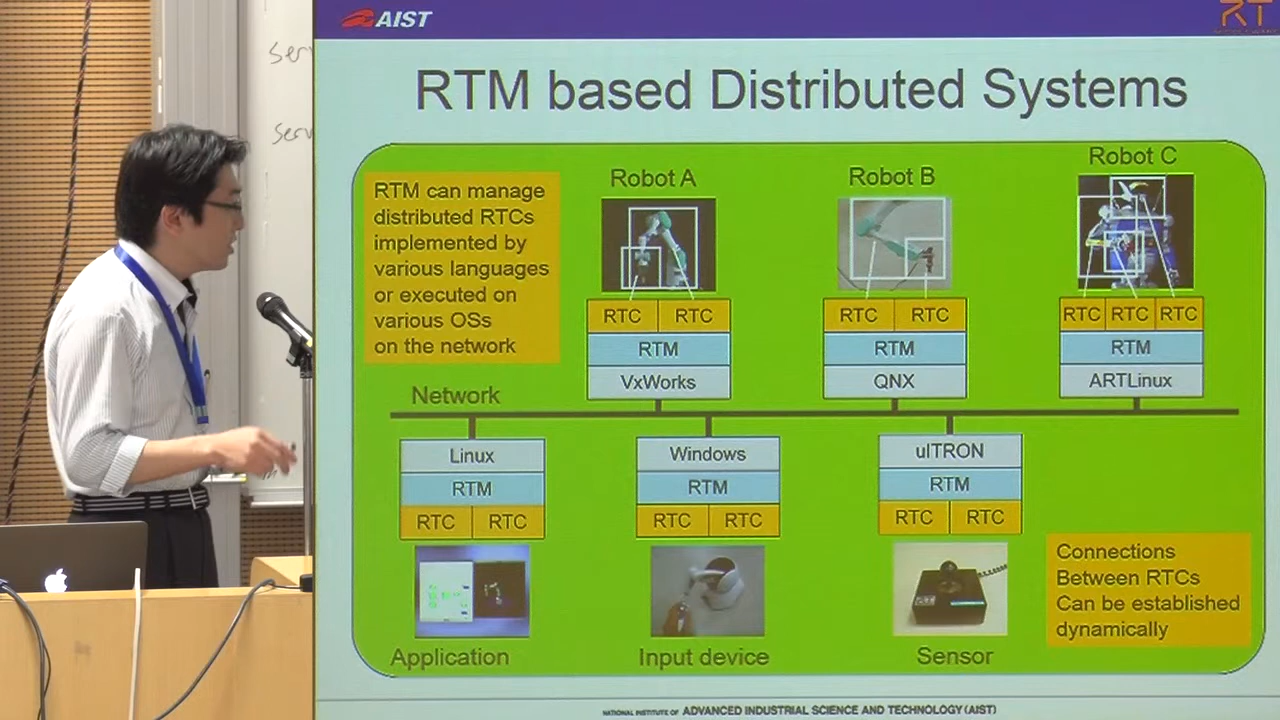 AIST
RT
RTM based Distributed Systems
RTM can manage
distributed RTCs
implemented by
various languages
or executed on
various OSs
on the network
Robot A
RTC RTC
RTM
VxWorks
Robot B
RTC RTC
RTM
QNX
Robot C
RTC RTC RTC
RTM
ARTLinux
Network
Linux
RTM
RTC RTC
Application
Windows
RTM
RTC RTC
Input device
uITRON
RTM
RTC RTC
Sensor
Connections
Between RTCs
Can be established
dynamically
NATIONAL INSTITUTE OF ADVANCED INDUSTRIAL SCIENCE AND TECHNOLOGY (AIST)